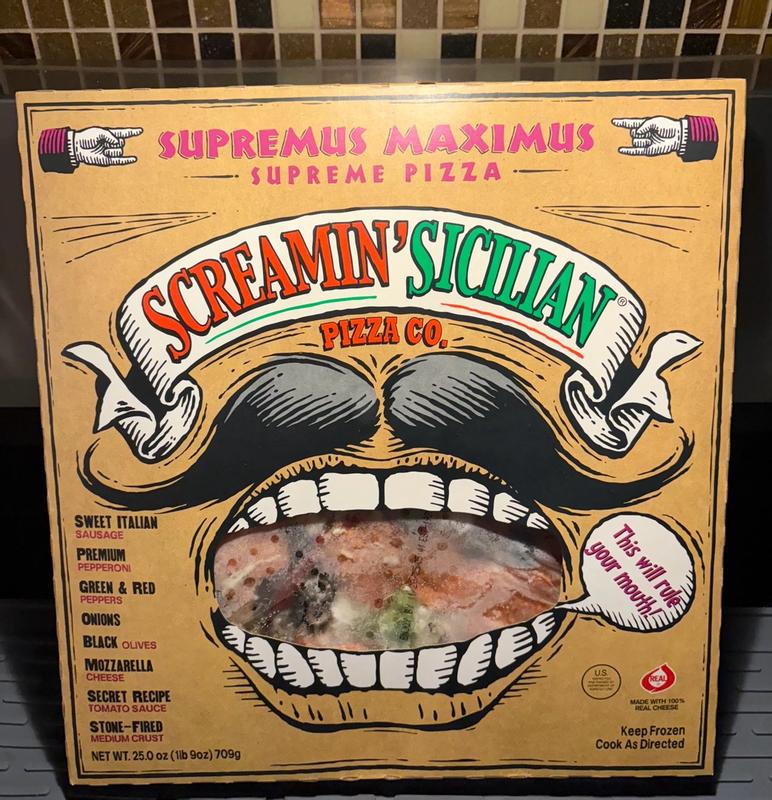 SUPREMUS MAXIMUS
SUPREME PIZZA
SCREAMIN' SICILIAN®
PIZZA CO.
SWEET ITALIAN
SAUSAGE
PREMIUM
PEPPERONI
GREEN & RED
PEPPERS
ONIONS
BLACK OLIVES
MOZZARELLA
CHEESE
SECRET RECIPE
TOMATO SAUCE
STONE-FIRED
MEDIUM CRUST
NET WT. 25.0 oz (1lb 9oz) 709g
This will rule
your mouth!
U.S.
REAL
MADE WITH 100%
REAL CHEESE
Keep Frozen
Cook As Directed